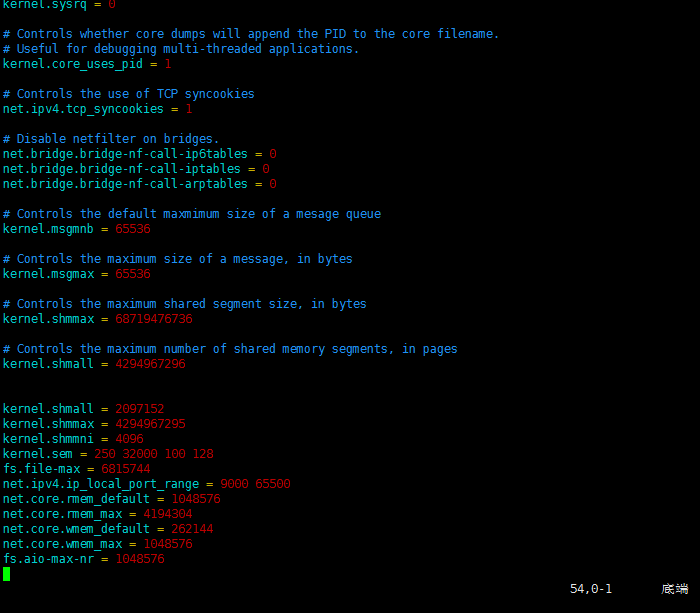 kernel.sysrq = 0
# Controls whether core dumps will append the PID to the core filename.
# Useful for debugging multi-threaded applications.
kernel.core_uses_pid = 1
# Controls the use of TCP syncookies
net.ipv4.tcp_syncookies = 1
# Disable netfilter on bridges.
net.bridge.bridge-nf-call-ip6tables = 0
net.bridge.bridge-nf-call-iptables = 0
net.bridge.bridge-nf-call-arptables = 0
# Controls the default maxmimum size of a mesage queue
kernel.msgmnb = 65536
# Controls the maximum size of a message, in bytes
kernel.msgmax = 65536
# Controls the maximum shared segment size, in bytes
kernel.shmmax = 68719476736
# Controls the maximum number of shared memory segments, in pages
kernel.shmall = 4294967296
kernel.shmall = 2097152
kernel.shmmax = 4294967295
kernel.shmmni = 4096
kernel.sem = 250 32000 100 128
fs.file-max = 6815744
net.ipv4.ip_local_port_range = 9000 65500
net.core.rmem_default = 1048576
net.core.rmem_max = 4194304
net.core.wmem_default = 262144
net.core.wmem_max = 1048576
fs.aio-max-nr = 1048576
54,0-1 底端